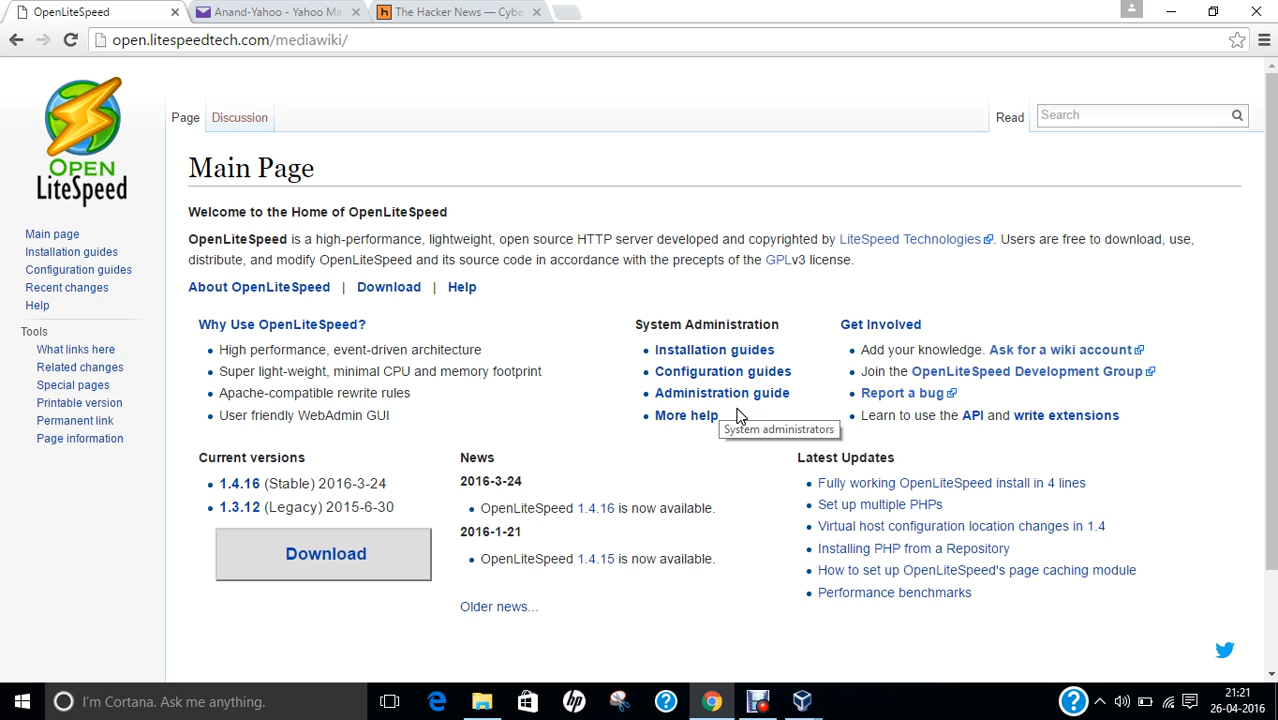 OpenLiteSpeed
Anand-Yahoo - Yahoo Ma
The Hacker News — Cybe
open.litespeedtech.com/mediawiki/
OPEN
LiteSpeed
Main page
Installation guides
Configuration guides
Recent changes
Help
Tools
What links here
Related changes
Special pages
Printable version
Permanent link
Page information
Page
Discussion
Read
Search
Main Page
Welcome to the Home of OpenLiteSpeed
OpenLiteSpeed is a high-performance, lightweight, open source HTTP server developed and copyrighted by LiteSpeed Technologies. Users are free to download, use,
distribute, and modify OpenLiteSpeed and its source code in accordance with the precepts of the GPLv3 license.
About OpenLiteSpeed | Download | Help
Why Use OpenLiteSpeed?
High performance, event-driven architecture
Super light-weight, minimal CPU and memory footprint
Apache-compatible rewrite rules
User friendly WebAdmin GUI
System Administration
Installation guides
Configuration guides
Administration guide
More help
System administrators
Get Involved
Add your knowledge. Ask for a wiki account
Join the OpenLiteSpeed Development Group
Report a bug
Learn to use the API and write extensions
Current versions
1.4.16 (Stable) 2016-3-24
1.3.12 (Legacy) 2015-6-30
Download
News
2016-3-24
OpenLiteSpeed 1.4.16 is now available.
2016-1-21
OpenLiteSpeed 1.4.15 is now available.
Older news...
Latest Updates
Fully working OpenLiteSpeed install in 4 lines
Set up multiple PHPs
Virtual host configuration location changes in 1.4
Installing PHP from a Repository
How to set up OpenLiteSpeed's page caching module
Performance benchmarks
I'm Cortana. Ask me anything.
21:21
26-04-2016